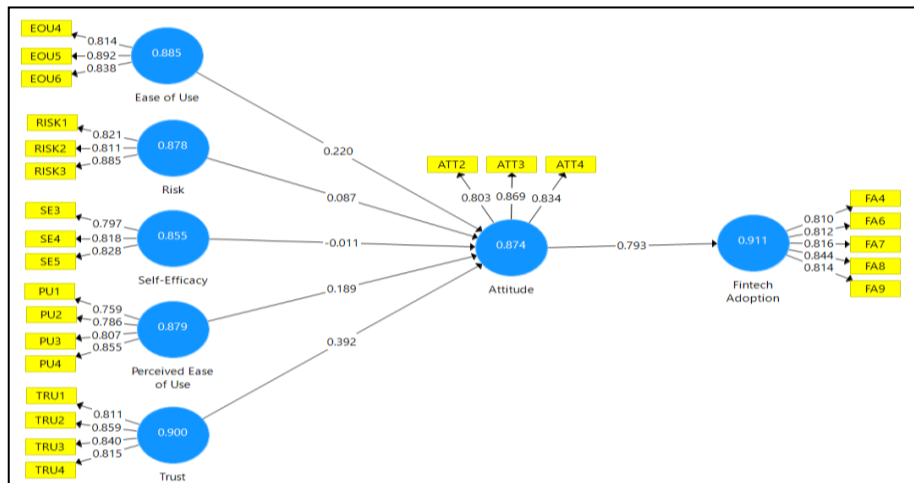 EOU4
0.814
EOU5
0.892
EOU6
0.838
0.885
Ease of Use
RISK1
0.821
RISK2
0.811
RISK3
0.885
0.878
Risk
SE3
0.797
SE4
0.818
SE5
0.828
0.855
Self-Efficacy
PU1
0.759
PU2
0.786
PU3
0.807
PU4
0.855
0.879
Perceived Ease
of Use
TRU1
0.811
TRU2
0.859
TRU3
0.840
TRU4
0.815
0.900
Trust
0.220
0.087
-0.011
0.189
0.392
ATT2
ATT3
ATT4
0.803
0.869
0.834
0.874
Attitude
0.793
0.911
Fintech
Adoption
0.810
FA4
0.812
FA6
0.816
FA7
0.844
FA8
0.814
FA9